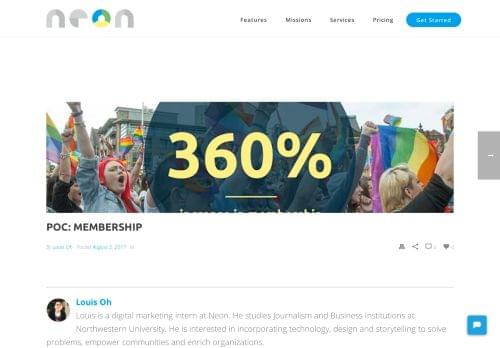 neon
Features Missions Services Pricing Get Started
360%
POC: MEMBERSHIP
By Louis Oh Posted August 3, 2017 In
0 0
Louis Oh
Louis is a digital marketing intern at Neon. He studies Journalism and Business Institutions at
Northwestern University. He is interested in incorporating technology, design and storytelling to solve
problems, empower communities and enrich organizations.